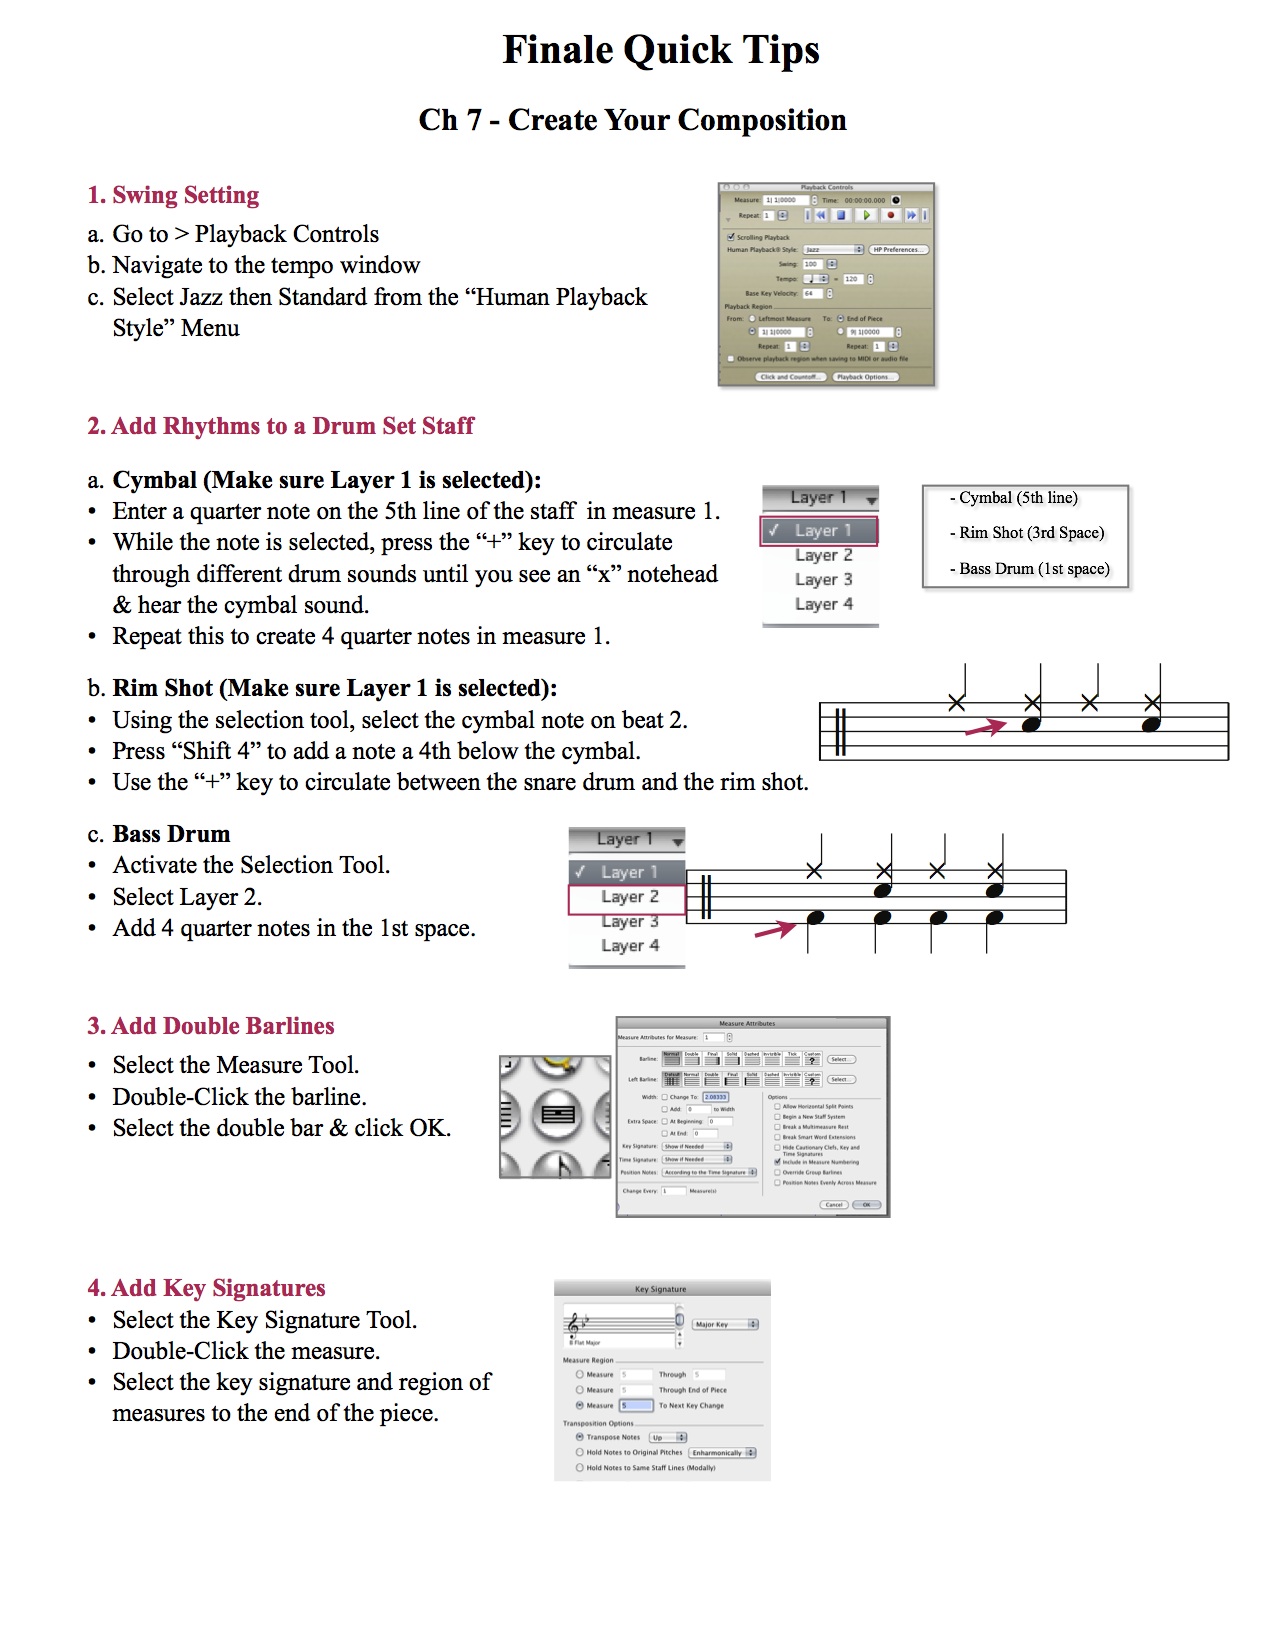 Finale Quick Tips
Ch 7 - Create Your Composition
1. Swing Setting
a. Go to > Playback Controls
b. Navigate to the tempo window
c. Select Jazz then Standard from the “Human Playback
Style” Menu
Playback Controls
Measure: 1| 1|0000 Time: 00:00:00.000
Repeat: 1
Scrolling Playback
Human Playback® Style: Jazz HP Preferences...
Swing: 100
Tempo: = 120
Base Key Velocity: 64
Playback Region
From: Leftmost Measure To: End of Piece
1| 1|0000 9| 1|0000
Repeat: 1 Repeat: 1
Observe playback region when saving to MIDI or audio file
Click and Countoff... Playback Options...
2. Add Rhythms to a Drum Set Staff
a. Cymbal (Make sure Layer 1 is selected):
• Enter a quarter note on the 5th line of the staff in measure 1.
• While the note is selected, press the “+” key to circulate
through different drum sounds until you see an “x” notehead
& hear the cymbal sound.
• Repeat this to create 4 quarter notes in measure 1.
Layer 1
✓ Layer 1
Layer 2
Layer 3
Layer 4
- Cymbal (5th line)
- Rim Shot (3rd Space)
- Bass Drum (1st space)
b. Rim Shot (Make sure Layer 1 is selected):
• Using the selection tool, select the cymbal note on beat 2.
• Press “Shift 4” to add a note a 4th below the cymbal.
• Use the “+” key to circulate between the snare drum and the rim shot.
c. Bass Drum
• Activate the Selection Tool.
• Select Layer 2.
• Add 4 quarter notes in the 1st space.
Layer 1
✓ Layer 1
Layer 2
Layer 3
Layer 4
3. Add Double Barlines
• Select the Measure Tool.
• Double-Click the barline.
• Select the double bar & click OK.
Measure Attributes
Measure Attributes for Measure: 1
Normal Double Final Solid Dashed Invisible Tick Custom
Barline: ? Select...
Default Normal Double Final Solid Dashed Invisible Custom
Left Barline: ? Select...
Width: Change To: 2.08333
Add: 0 to Width
Extra Space: At Beginning: 0
At End: 0
Key Signature: Show if Needed
Time Signature: Show if Needed
Position Notes: According to the Time Signature
Change Every: 1 Measure(s)
Options
Allow Horizontal Split Points
Begin a New Staff System
Break a Multimeasure Rest
Break Smart Word Extensions
Hide Cautionary Clefs, Key and
Time Signatures
Include in Measure Numbering
Override Group Barlines
Position Notes Evenly Across Measure
Cancel OK
4. Add Key Signatures
• Select the Key Signature Tool.
• Double-Click the measure.
• Select the key signature and region of
measures to the end of the piece.
Key Signature
Major Key
B Flat Major
Measure Region
Measure 5 Through 5
Measure 5 Through End of Piece
Measure 5 To Next Key Change
Transposition Options
Transpose Notes Up
Hold Notes to Original Pitches Enharmonically
Hold Notes to Same Staff Lines (Modally)